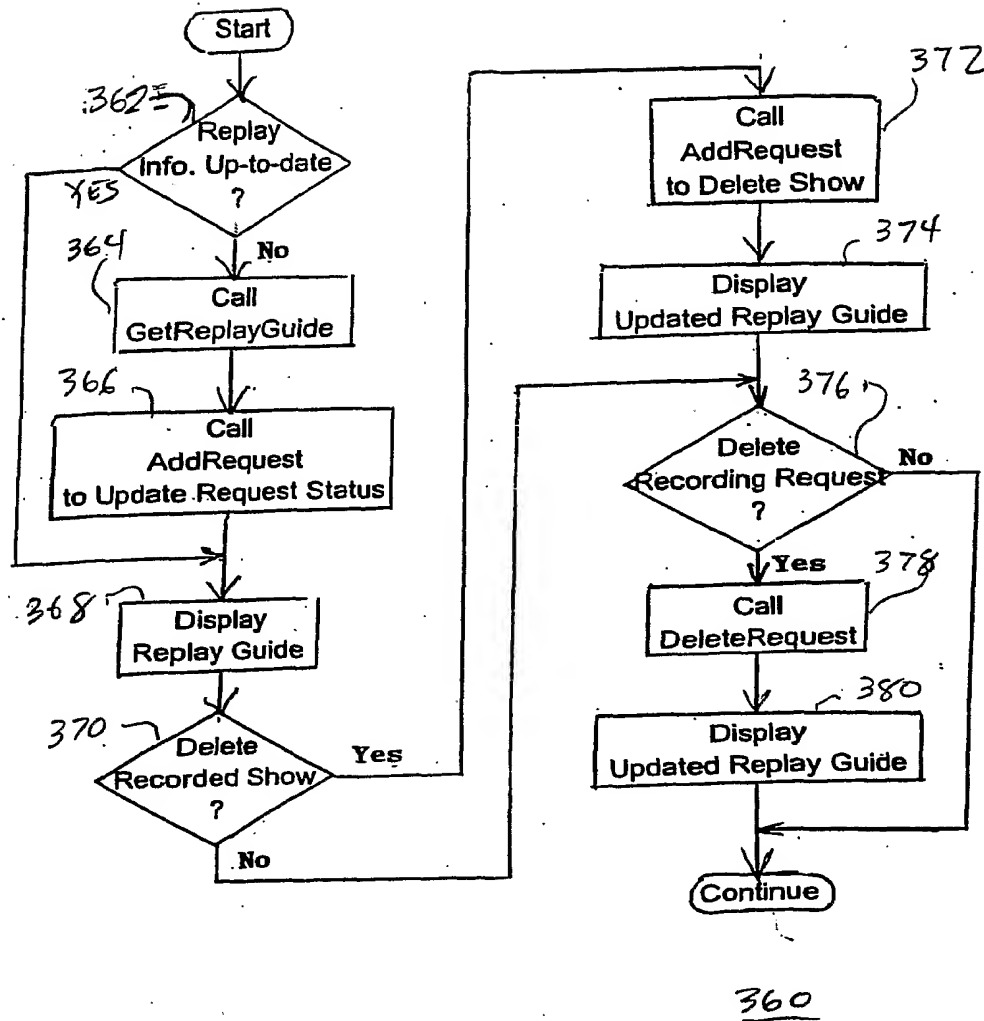 Start
362
Replay
Info. Up-to-date
?
YES
No
364
Call
GetReplayGuide
366
Call
AddRequest
to Update Request Status
368
Display
Replay Guide
370
Delete
Recorded Show
?
Yes
No
372
Call
AddRequest
to Delete Show
374
Display
Updated Replay Guide
376
Delete
Recording Request
?
No
Yes
378
Call
DeleteRequest
380
Display
Updated Replay Guide
Continue
360